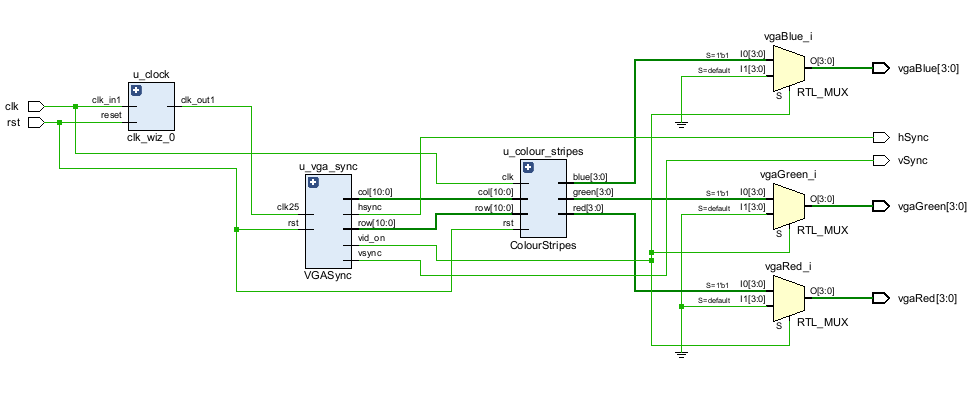 vgaBlue_i
S=1'b1 I0[3:0]
S=default I1[3:0]
O[3:0]
S
RTL_MUX
vgaBlue[3:0]
u_clock
clk_in1
reset
clk_out1
clk_wiz_0
clk
rst
hSync
vSync
u_vga_sync
clk25
rst
col[10:0]
hsync
row[10:0]
vid_on
vsync
VGASync
u_colour_stripes
clk
col[10:0]
row[10:0]
rst
blue[3:0]
green[3:0]
red[3:0]
ColourStripes
vgaGreen_i
S=1'b1 I0[3:0]
S=default I1[3:0]
O[3:0]
S
RTL_MUX
vgaGreen[3:0]
vgaRed_i
S=1'b1 I0[3:0]
S=default I1[3:0]
O[3:0]
S
RTL_MUX
vgaRed[3:0]